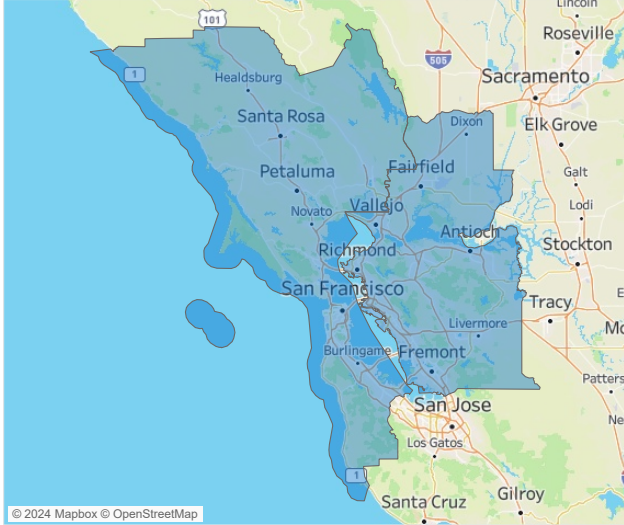 Lincoln
101
Roseville
505
1
Healdsburg
Sacramento
Santa Rosa
Dixon
Elk Grove
Petaluma
Fairfield
Galt
Novato
Vallejo
Lodi
Antioch
Richmond
Stockton
San Francisco
Tracy
Livermore
Burlingame
Fremont
Patters
San Jose
Los Gatos
1
Gilroy
Santa Cruz
© 2024 Mapbox © OpenStreetMap